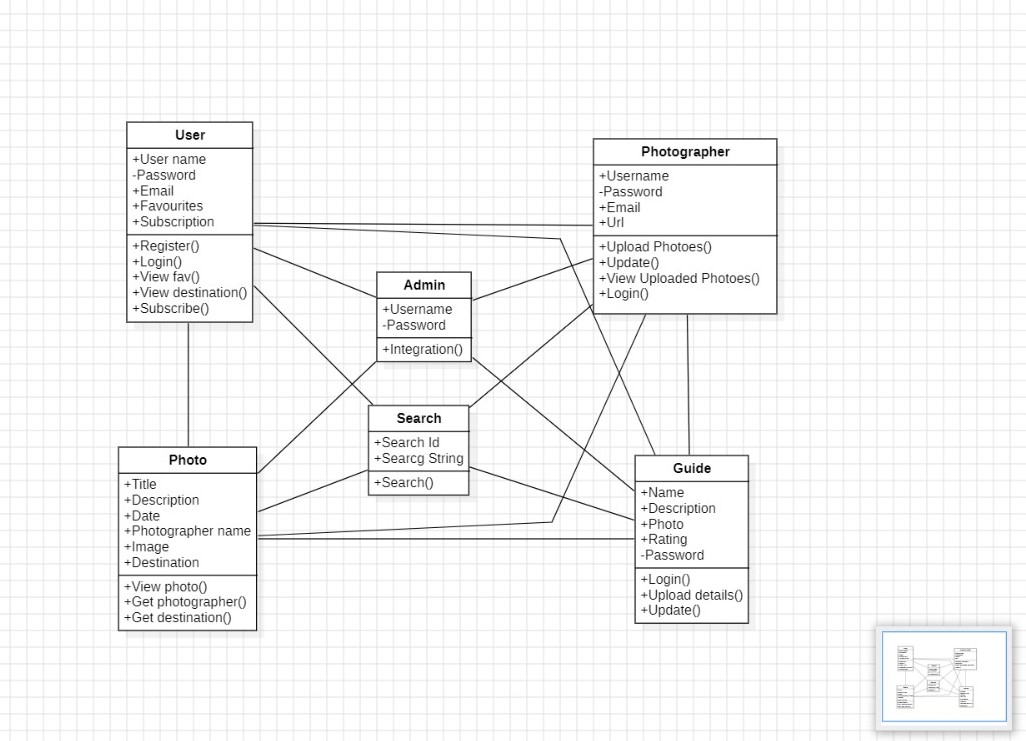 User
+User name
-Password
+Email
+Favourites
+Subscription
+Register()
+Login()
+View fav()
+View destination()
+Subscribe()
Photographer
+Username
-Password
+Email
+Url
+Upload Photoes()
+Update()
+View Uploaded Photoes()
+Login()
Admin
+Username
-Password
+Integration()
Search
+Search Id
+Searcg String
+Search()
Photo
+Title
+Description
+Date
+Photographer name
+Image
+Destination
+View photo()
+Get photographer()
+Get destination()
Guide
+Name
+Description
+Photo
+Rating
-Password
+Login()
+Upload details()
+Update()